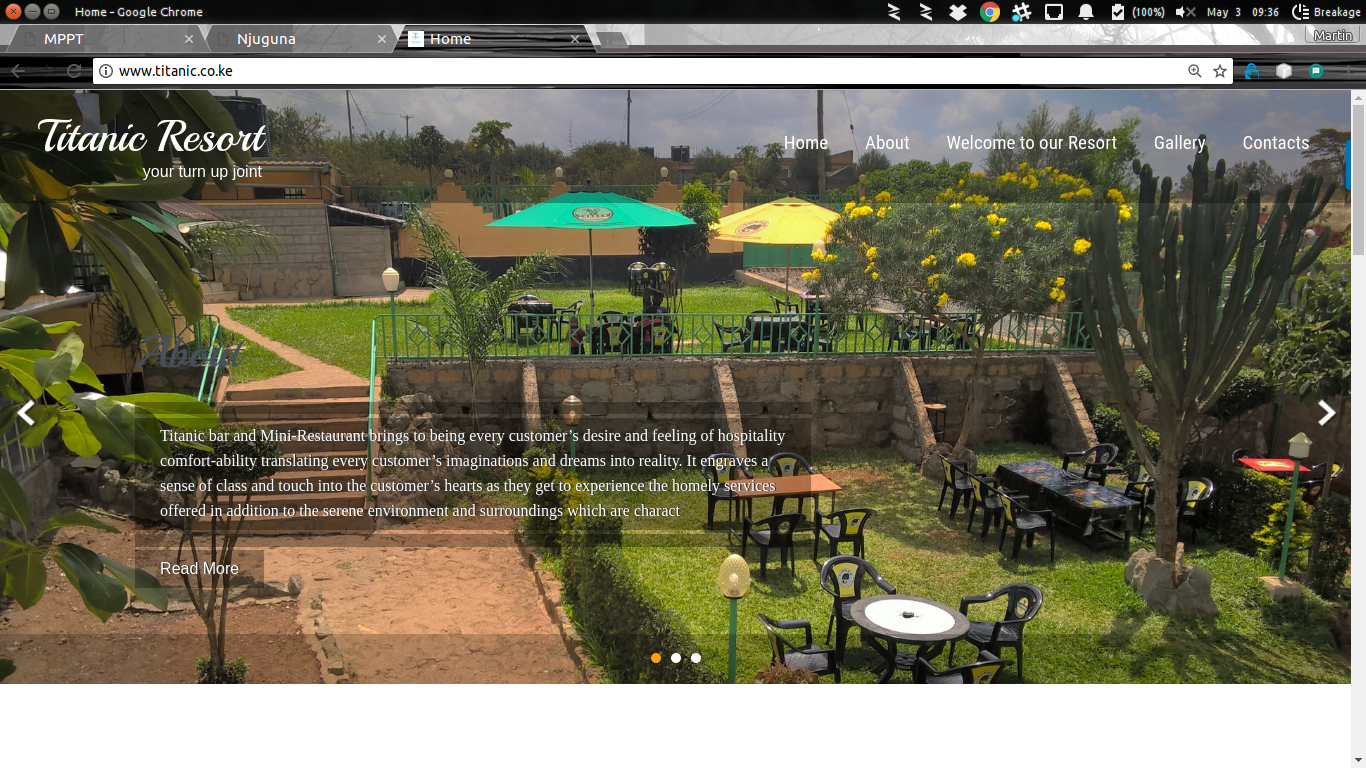 Home - Google Chrome
(100%)
May 3
09:36
Breakage
MPPT
Njuguna
Home
Martin
www.titanic.co.ke
Titanic Resort
your turn up joint
Home
About
Welcome to our Resort
Gallery
Contacts
About
Titanic bar and Mini-Restaurant brings to being every customer’s desire and feeling of hospitality
comfort-ability translating every customer’s imaginations and dreams into reality. It engraves a
sense of class and touch into the customer’s hearts as they get to experience the homely services
offered in addition to the serene environment and surroundings which are charact
Read More